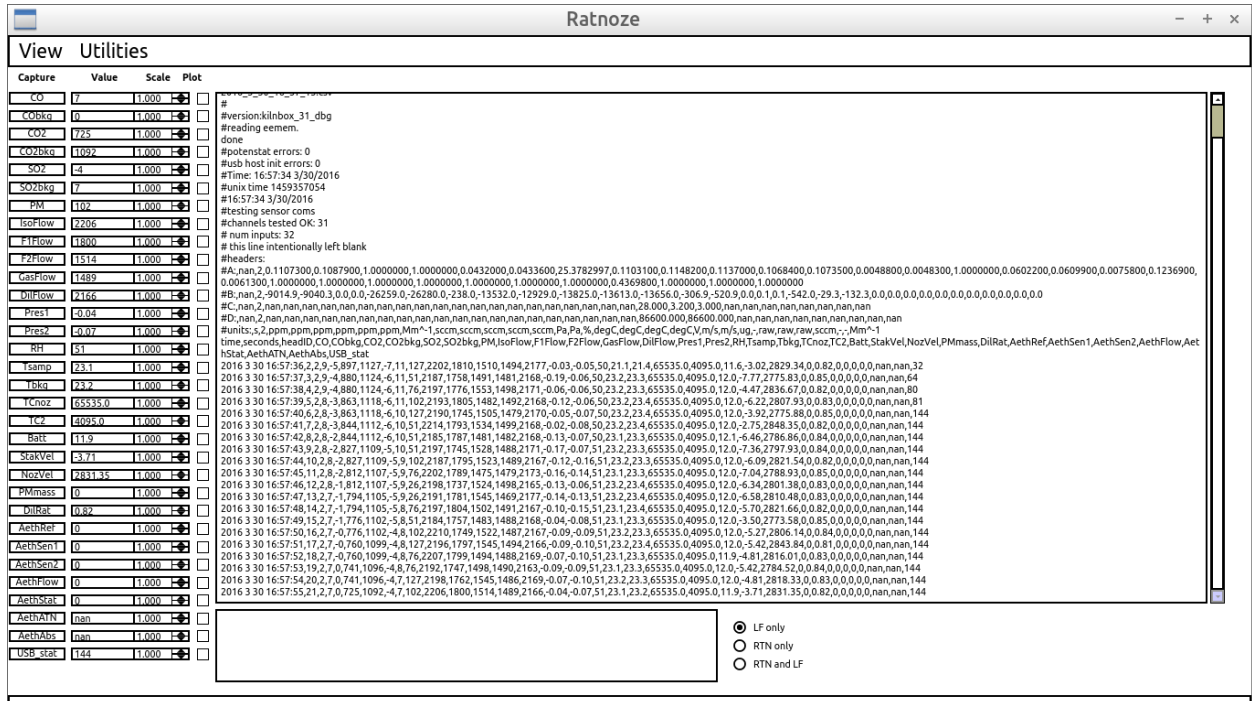 Ratnoze
View Utilities
Capture Value Scale Plot
CO 7 1.000
CObkg 0 1.000
CO2 725 1.000
CO2bkg 1092 1.000
SO2 -4 1.000
SO2bkg 7 1.000
PM 102 1.000
IsoFlow 2206 1.000
F1Flow 1800 1.000
F2Flow 1514 1.000
GasFlow 1489 1.000
DilFlow 2166 1.000
Pres1 -0.04 1.000
Pres2 -0.07 1.000
RH 51 1.000
Tsamp 23.1 1.000
Tbkg 23.2 1.000
TCnoz 65535.0 1.000
TC2 4095.0 1.000
Batt 11.9 1.000
StakVel -3.71 1.000
NozVel 2831.35 1.000
PMmass 0 1.000
DilRat 0.82 1.000
AethRef 0 1.000
AethSen1 0 1.000
AethSen2 0 1.000
AethFlow 0 1.000
AethStat 0 1.000
AethATN nan 1.000
AethAbs nan 1.000
USB_stat 144 1.000
#
#version:kilnbox_31_dbg
#reading eemem.
done
#potenstat errors: 0
#usb host init errors: 0
#Time: 16:57:34 3/30/2016
#unix time 1459357054
#16:57:34 3/30/2016
#testing sensor coms
#channels tested OK: 31
# num inputs: 32
# this line intentionally left blank
#headers:
#A:,nan,2,0.1107300,0.1087900,1.0000000,1.0000000,0.0432000,0.0433600,25.3782997,0.1103100,0.1148200,0.1137000,0.1068400,0.1073500,0.0048800,0.0048300,1.0000000,0.0602200,0.0609900,0.0075800,0.1236900,
0.0061300,1.0000000,1.0000000,1.0000000,1.0000000,1.0000000,1.0000000,0.4369800,1.0000000,1.0000000,1.0000000
#B:,nan,2,-9014.9,-9040.3,0.0,0.0,-26259.0,-26280.0,-238.0,-13532.0,-12929.0,-13825.0,-13613.0,-13656.0,-306.9,-520.9,0.0,0.1,0.1,-542.0,-29.3,-132.3,0.0,0.0,0.0,0.0,0.0,0.0,0.0,0.0,0.0,0.0,0.0
#C:,nan,2,nan,nan,nan,nan,nan,nan,nan,nan,nan,nan,nan,nan,nan,nan,nan,nan,nan,nan,28.000,3.200,3.000,nan,nan,nan,nan,nan,nan,nan,nan
#D:,nan,2,nan,nan,nan,nan,nan,nan,nan,nan,nan,nan,nan,nan,nan,nan,nan,nan,nan,nan,86600.000,86600.000,nan,nan,nan,nan,nan,nan,nan,nan,nan
#units:,s,2,ppm,ppm,ppm,ppm,ppm,ppm,Mm^-1,sccm,sccm,sccm,sccm,sccm,Pa,Pa,%,degC,degC,degC,degC,V,m/s,m/s,ug,-,raw,raw,raw,sccm,-,-,Mm^-1
time,seconds,headID,CO,CObkg,CO2,CO2bkg,SO2,SO2bkg,PM,IsoFlow,F1Flow,F2Flow,GasFlow,DilFlow,Pres1,Pres2,RH,Tsamp,Tbkg,TCnoz,TC2,Batt,StakVel,NozVel,PMmass,DilRat,AethRef,AethSen1,AethSen2,AethFlow,Aet
hStat,AethATN,AethAbs,USB_stat
2016 3 30 16:57:36,2,2,9,-5,897,1127,-7,11,127,2202,1810,1510,1494,2177,-0.03,-0.05,50,21.1,21.4,65535.0,4095.0,11.6,-3.02,2829.34,0,0.82,0,0,0,0,0,nan,nan,32
2016 3 30 16:57:37,3,2,9,-4,880,1124,-6,11,51,2187,1758,1491,1481,2168,-0.19,-0.06,50,23.2,23.3,65535.0,4095.0,12.0,-7.77,2775.83,0,0.85,0,0,0,0,0,nan,nan,64
2016 3 30 16:57:38,4,2,9,-4,880,1124,-6,11,76,2197,1776,1553,1498,2171,-0.06,-0.06,50,23.2,23.3,65535.0,4095.0,12.0,-4.47,2836.67,0,0.82,0,0,0,0,0,nan,nan,80
2016 3 30 16:57:39,5,2,8,-3,863,1118,-6,11,102,2193,1805,1482,1492,2168,-0.12,-0.06,50,23.2,23.4,65535.0,4095.0,12.0,-6.22,2807.93,0,0.83,0,0,0,0,0,nan,nan,81
2016 3 30 16:57:40,6,2,8,-3,863,1118,-6,10,127,2190,1745,1505,1479,2170,-0.05,-0.07,50,23.2,23.4,65535.0,4095.0,12.0,-3.92,2775.88,0,0.85,0,0,0,0,0,nan,nan,144
2016 3 30 16:57:41,7,2,8,-3,844,1112,-6,10,51,2214,1793,1534,1499,2168,-0.02,-0.08,50,23.2,23.4,65535.0,4095.0,12.0,-2.75,2848.35,0,0.82,0,0,0,0,0,nan,nan,144
2016 3 30 16:57:42,8,2,8,-2,844,1112,-6,10,51,2185,1787,1481,1482,2168,-0.13,-0.07,50,23.1,23.3,65535.0,4095.0,12.1,-6.46,2786.86,0,0.84,0,0,0,0,0,nan,nan,144
2016 3 30 16:57:43,9,2,8,-2,827,1109,-5,10,51,2197,1745,1528,1488,2171,-0.17,-0.07,51,23.2,23.3,65535.0,4095.0,12.0,-7.36,2797.93,0,0.84,0,0,0,0,0,nan,nan,144
2016 3 30 16:57:44,10,2,8,-2,827,1109,-5,9,102,2187,1795,1523,1489,2167,-0.12,-0.16,51,23.2,23.3,65535.0,4095.0,12.0,-6.09,2821.54,0,0.82,0,0,0,0,0,nan,nan,144
2016 3 30 16:57:45,11,2,8,-2,812,1107,-5,9,76,2202,1789,1475,1479,2173,-0.16,-0.14,51,23.1,23.3,65535.0,4095.0,12.0,-7.04,2788.93,0,0.85,0,0,0,0,0,nan,nan,144
2016 3 30 16:57:46,12,2,8,-1,812,1107,-5,9,26,2198,1737,1524,1498,2165,-0.13,-0.06,51,23.2,23.3,65535.0,4095.0,12.0,-6.34,2801.38,0,0.83,0,0,0,0,0,nan,nan,144
2016 3 30 16:57:47,13,2,7,-1,794,1105,-5,9,26,2191,1781,1545,1469,2177,-0.14,-0.13,51,23.2,23.4,65535.0,4095.0,12.0,-6.58,2810.48,0,0.83,0,0,0,0,0,nan,nan,144
2016 3 30 16:57:48,14,2,7,-1,794,1105,-5,8,76,2197,1804,1502,1491,2167,-0.10,-0.15,51,23.2,23.3,65535.0,4095.0,12.0,-5.70,2821.66,0,0.82,0,0,0,0,0,nan,nan,144
2016 3 30 16:57:49,15,2,7,-1,776,1102,-5,8,51,2184,1757,1483,1488,2168,-0.04,-0.08,51,23.1,23.3,65535.0,4095.0,12.0,-3.50,2773.58,0,0.85,0,0,0,0,0,nan,nan,144
2016 3 30 16:57:50,16,2,7,-0,776,1102,-4,8,102,2210,1749,1522,1487,2167,-0.09,-0.09,51,23.2,23.3,65535.0,4095.0,12.0,-5.27,2806.14,0,0.84,0,0,0,0,0,nan,nan,144
2016 3 30 16:57:51,17,2,7,-0,760,1099,-4,8,127,2196,1797,1545,1494,2166,-0.09,-0.10,51,23.2,23.4,65535.0,4095.0,12.0,-5.42,2843.84,0,0.81,0,0,0,0,0,nan,nan,144
2016 3 30 16:57:52,18,2,7,0,760,1099,-4,8,76,2207,1799,1494,1488,2169,-0.07,-0.10,51,23.1,23.3,65535.0,4095.0,11.9,-4.81,2816.01,0,0.83,0,0,0,0,0,nan,nan,144
2016 3 30 16:57:53,19,2,7,0,741,1096,-4,8,76,2192,1747,1498,1490,2163,-0.09,-0.09,51,23.2,23.3,65535.0,4095.0,12.0,-5.42,2784.52,0,0.84,0,0,0,0,0,nan,nan,144
2016 3 30 16:57:54,20,2,7,0,741,1096,-4,7,127,2198,1762,1545,1486,2169,-0.07,-0.10,51,23.2,23.3,65535.0,4095.0,12.0,-4.81,2818.33,0,0.83,0,0,0,0,0,nan,nan,144
2016 3 30 16:57:55,21,2,7,0,725,1092,-4,7,102,2206,1800,1514,1489,2166,-0.04,-0.07,51,23.1,23.2,65535.0,4095.0,11.9,-3.71,2831.35,0,0.82,0,0,0,0,0,nan,nan,144
LF only
RTN only
RTN and LF